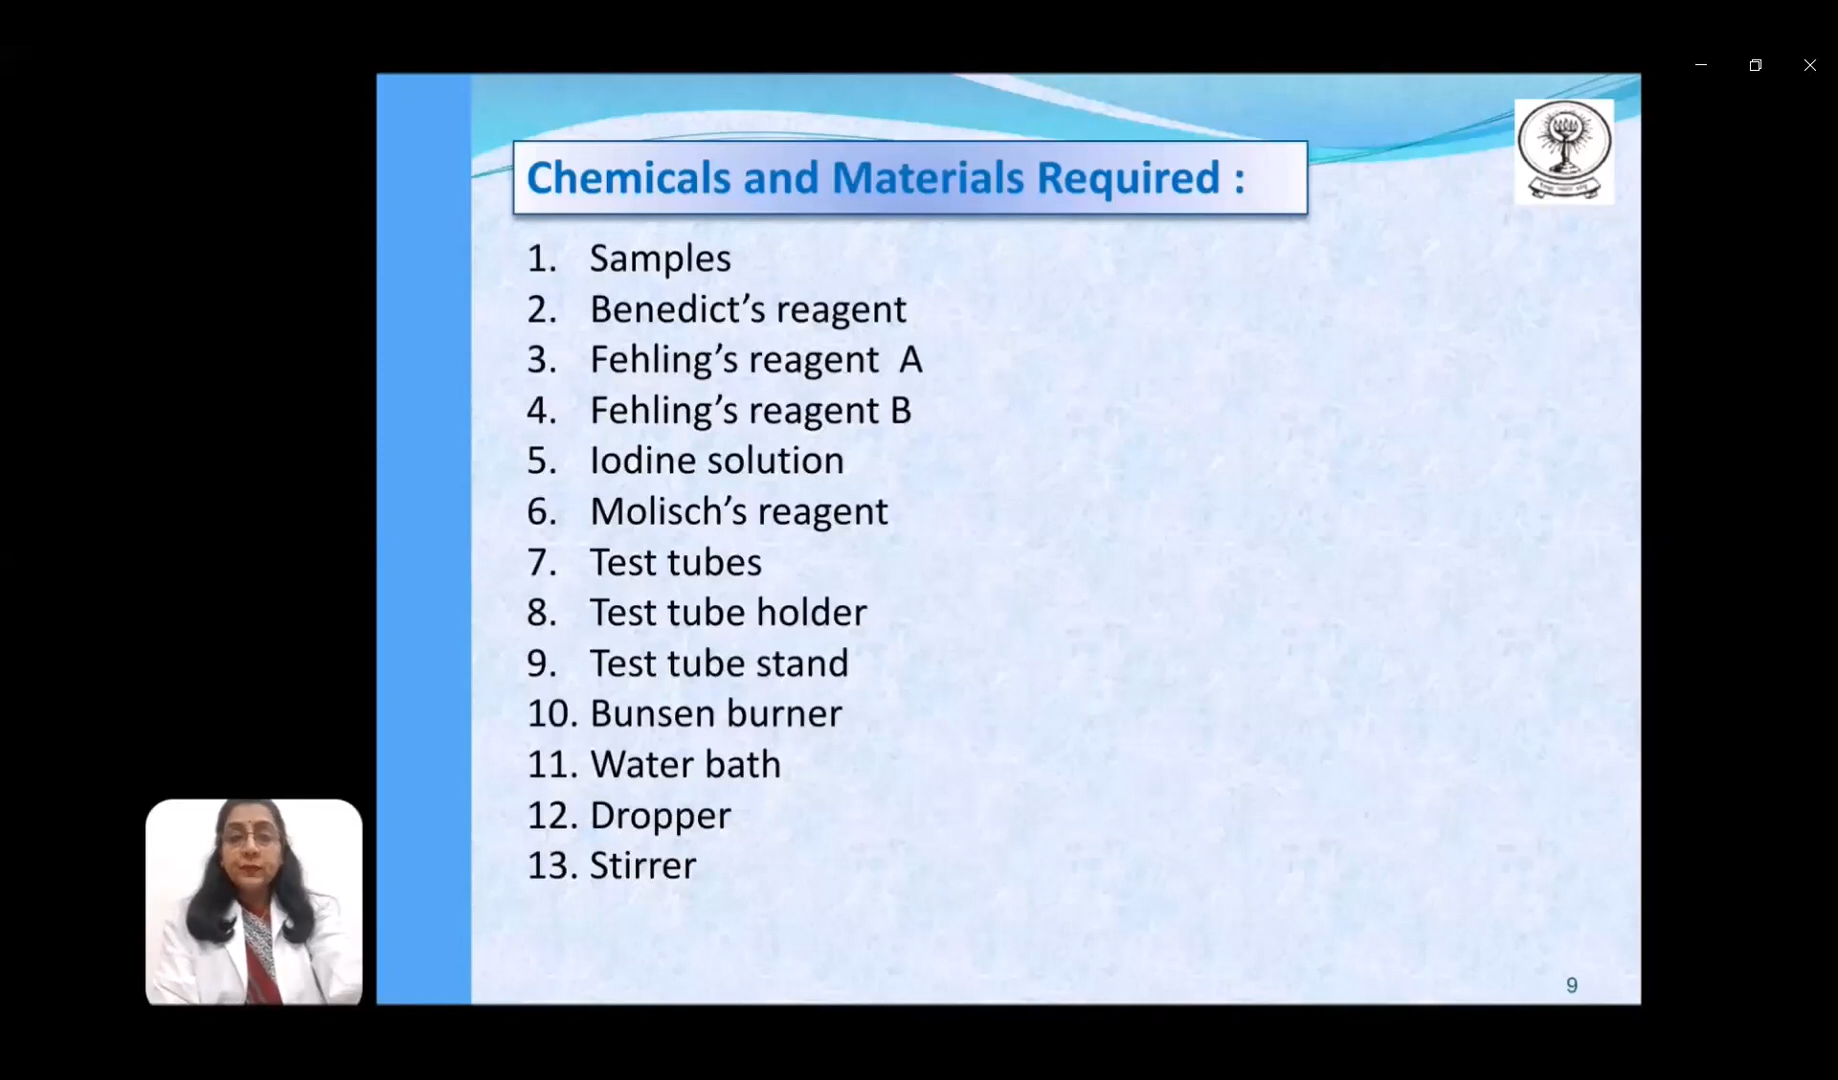 Chemicals and Materials Required :
1. Samples
2. Benedict’s reagent
3. Fehling’s reagent  A
4. Fehling’s reagent B
5. Iodine solution
6. Molisch’s reagent
7. Test tubes
8. Test tube holder
9. Test tube stand
10. Bunsen burner
11. Water bath
12. Dropper
13. Stirrer
9